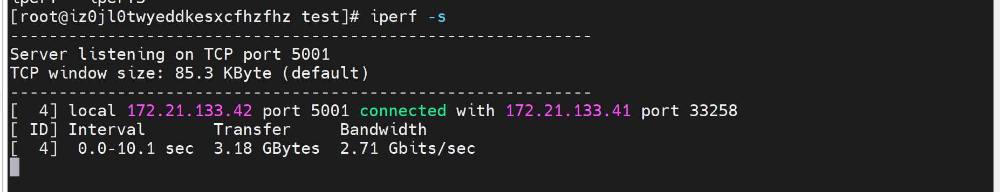 [root@iz0jl0twyeddkesxcfhzfhz test]# iperf -s
------------------------------------------------------------
Server listening on TCP port 5001
TCP window size: 85.3 KByte (default)
------------------------------------------------------------
[  4] local 172.21.133.42 port 5001 connected with 172.21.133.41 port 33258
[ ID] Interval       Transfer     Bandwidth
[  4]  0.0-10.1 sec  3.18 GBytes  2.71 Gbits/sec